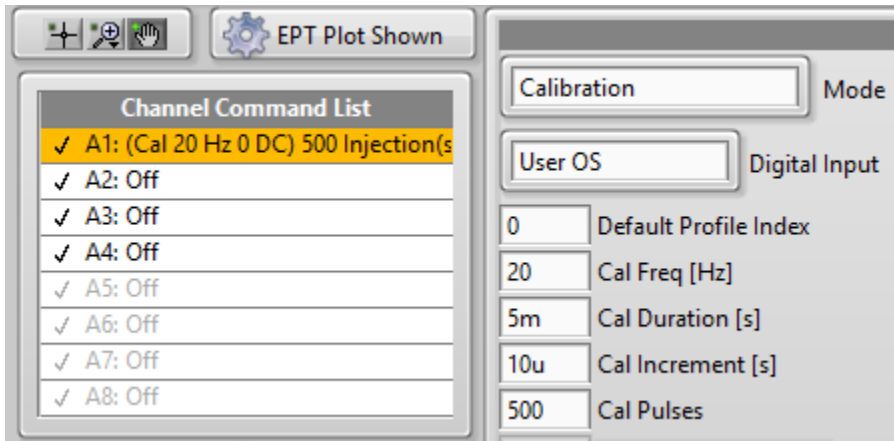 EPT Plot Shown
Channel Command List
✓ A1: (Cal 20 Hz 0 DC) 500 Injection(s
✓ A2: Off
✓ A3: Off
✓ A4: Off
✓ A5: Off
✓ A6: Off
✓ A7: Off
✓ A8: Off
Calibration Mode
User OS Digital Input
0 Default Profile Index
20 Cal Freq [Hz]
5m Cal Duration [s]
10u Cal Increment [s]
500 Cal Pulses